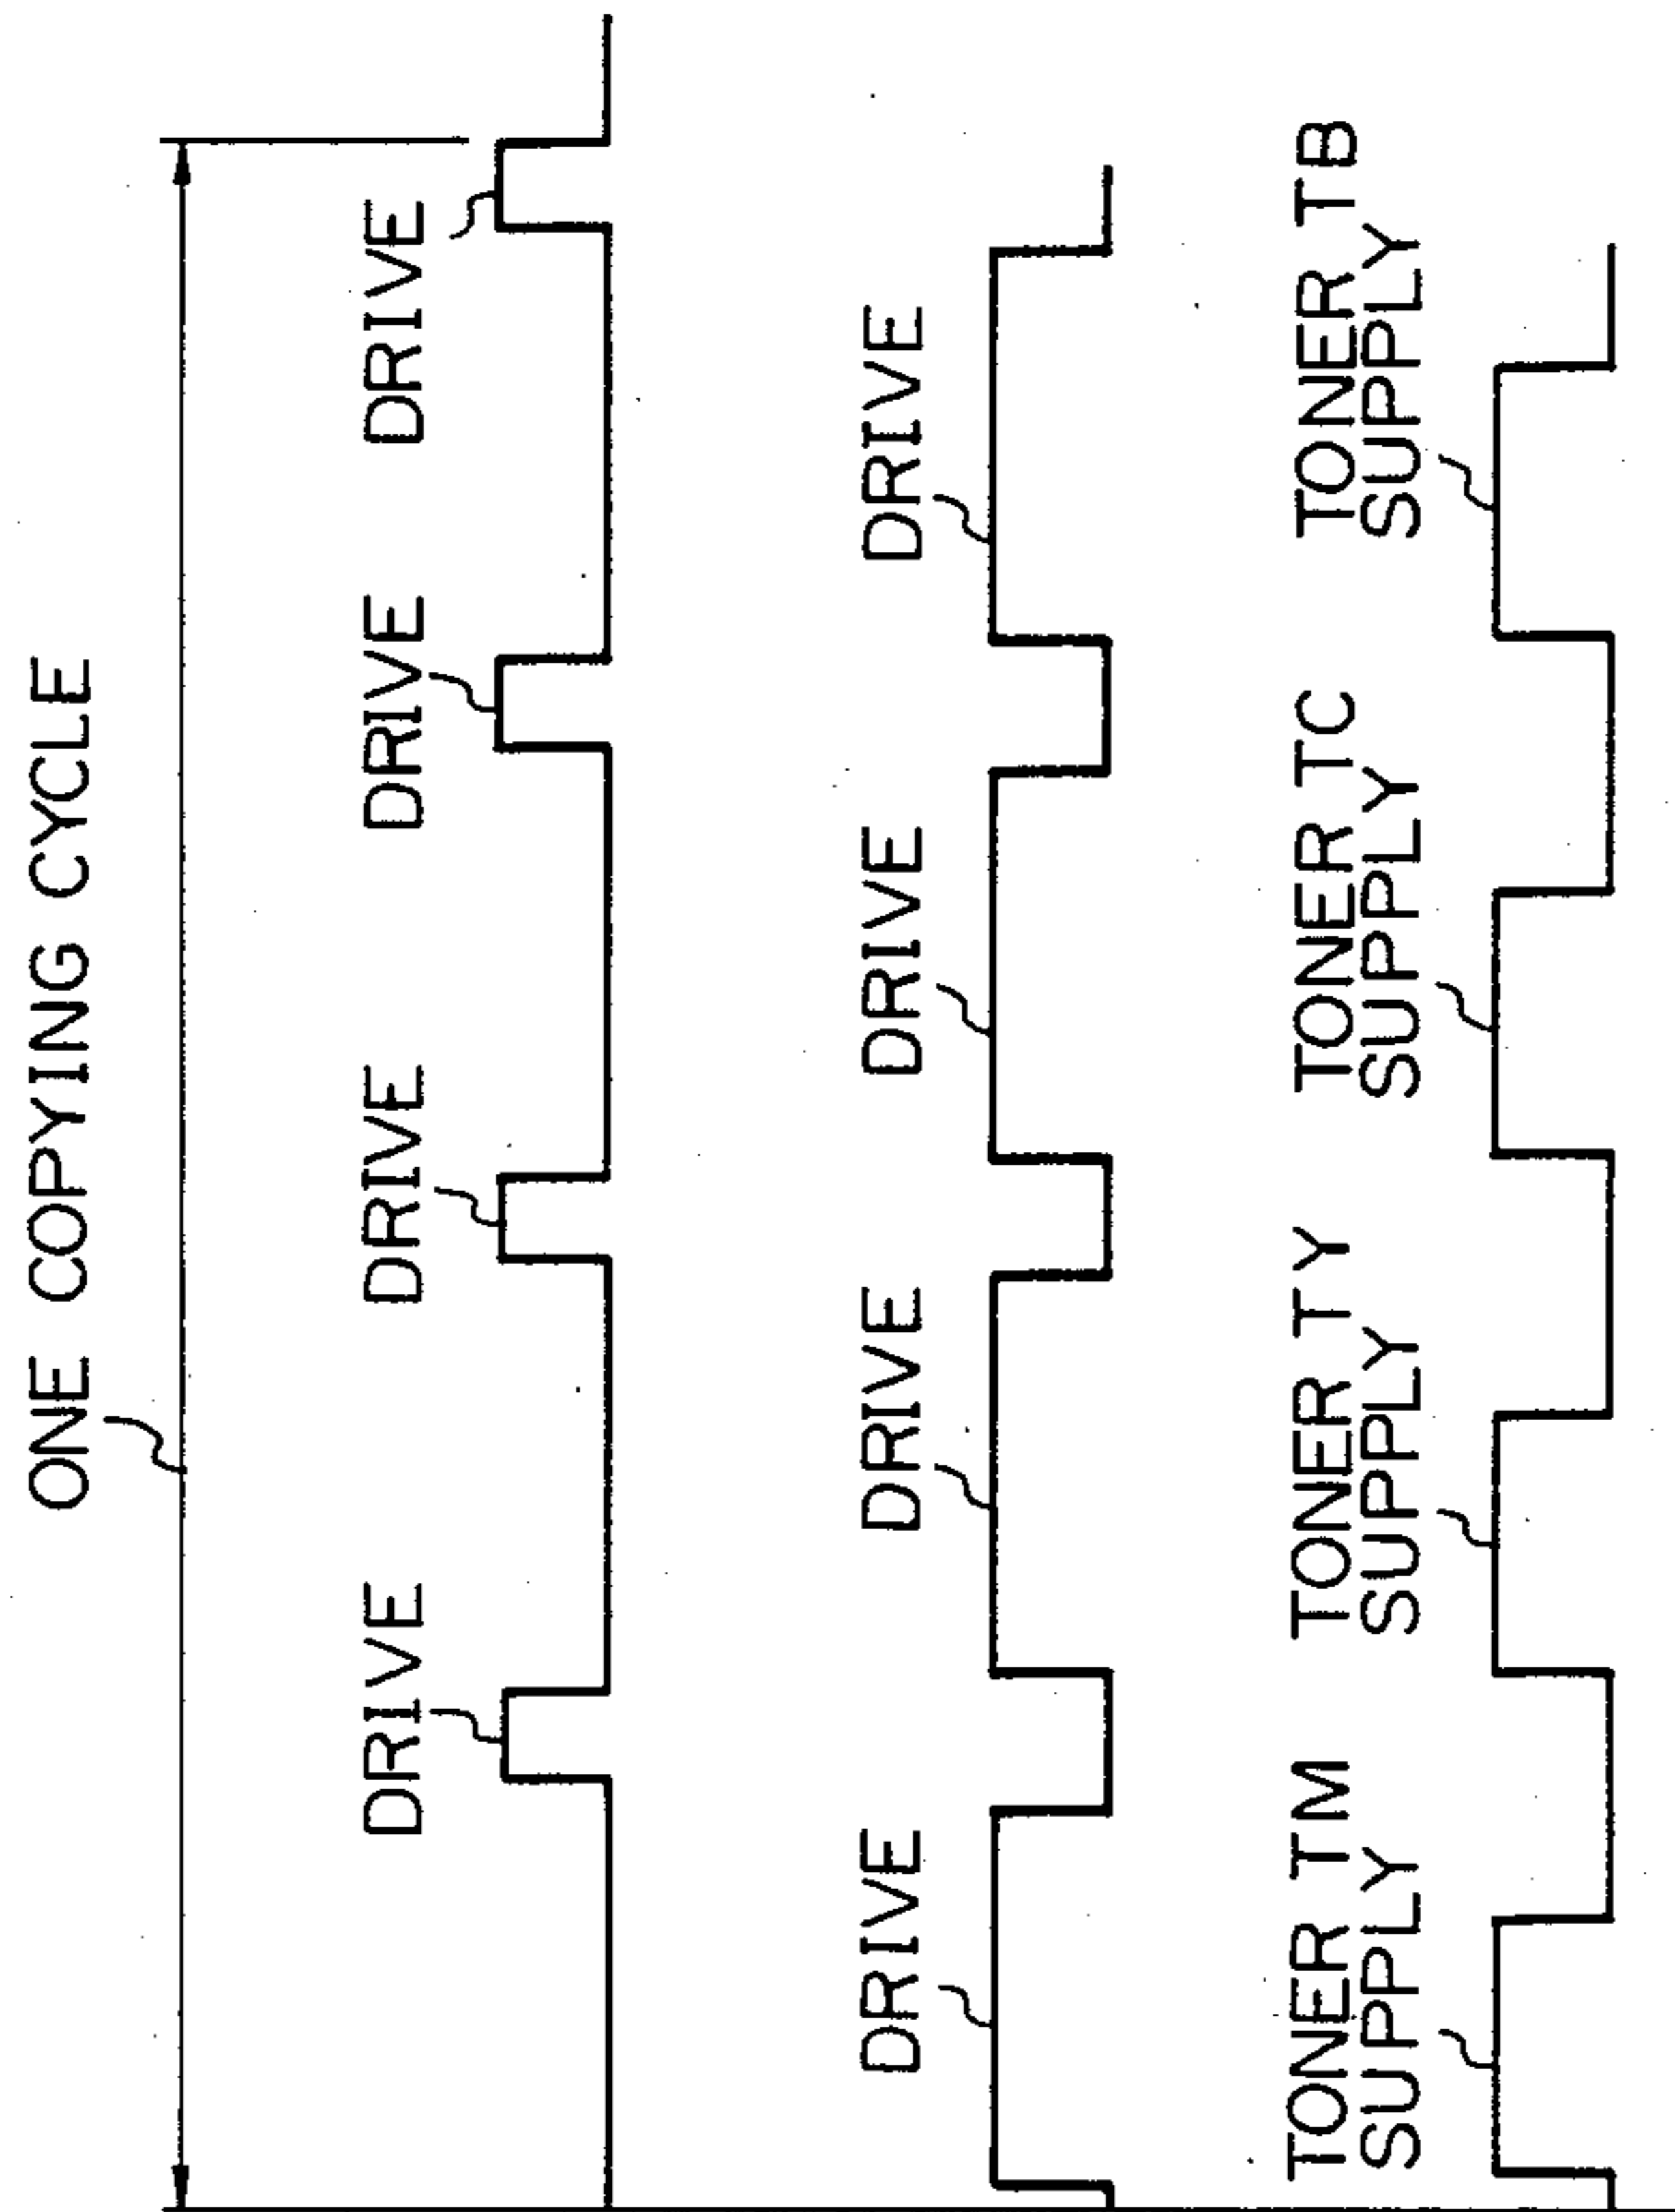 ONE COPYING CYCLE
DRIVE
DRIVE
DRIVE
DRIVE
DRIVE
DRIVE
DRIVE
DRIVE
TONER TM
SUPPLY
TONER TY
SUPPLY
TONER TC
SUPPLY
TONER TB
SUPPLY